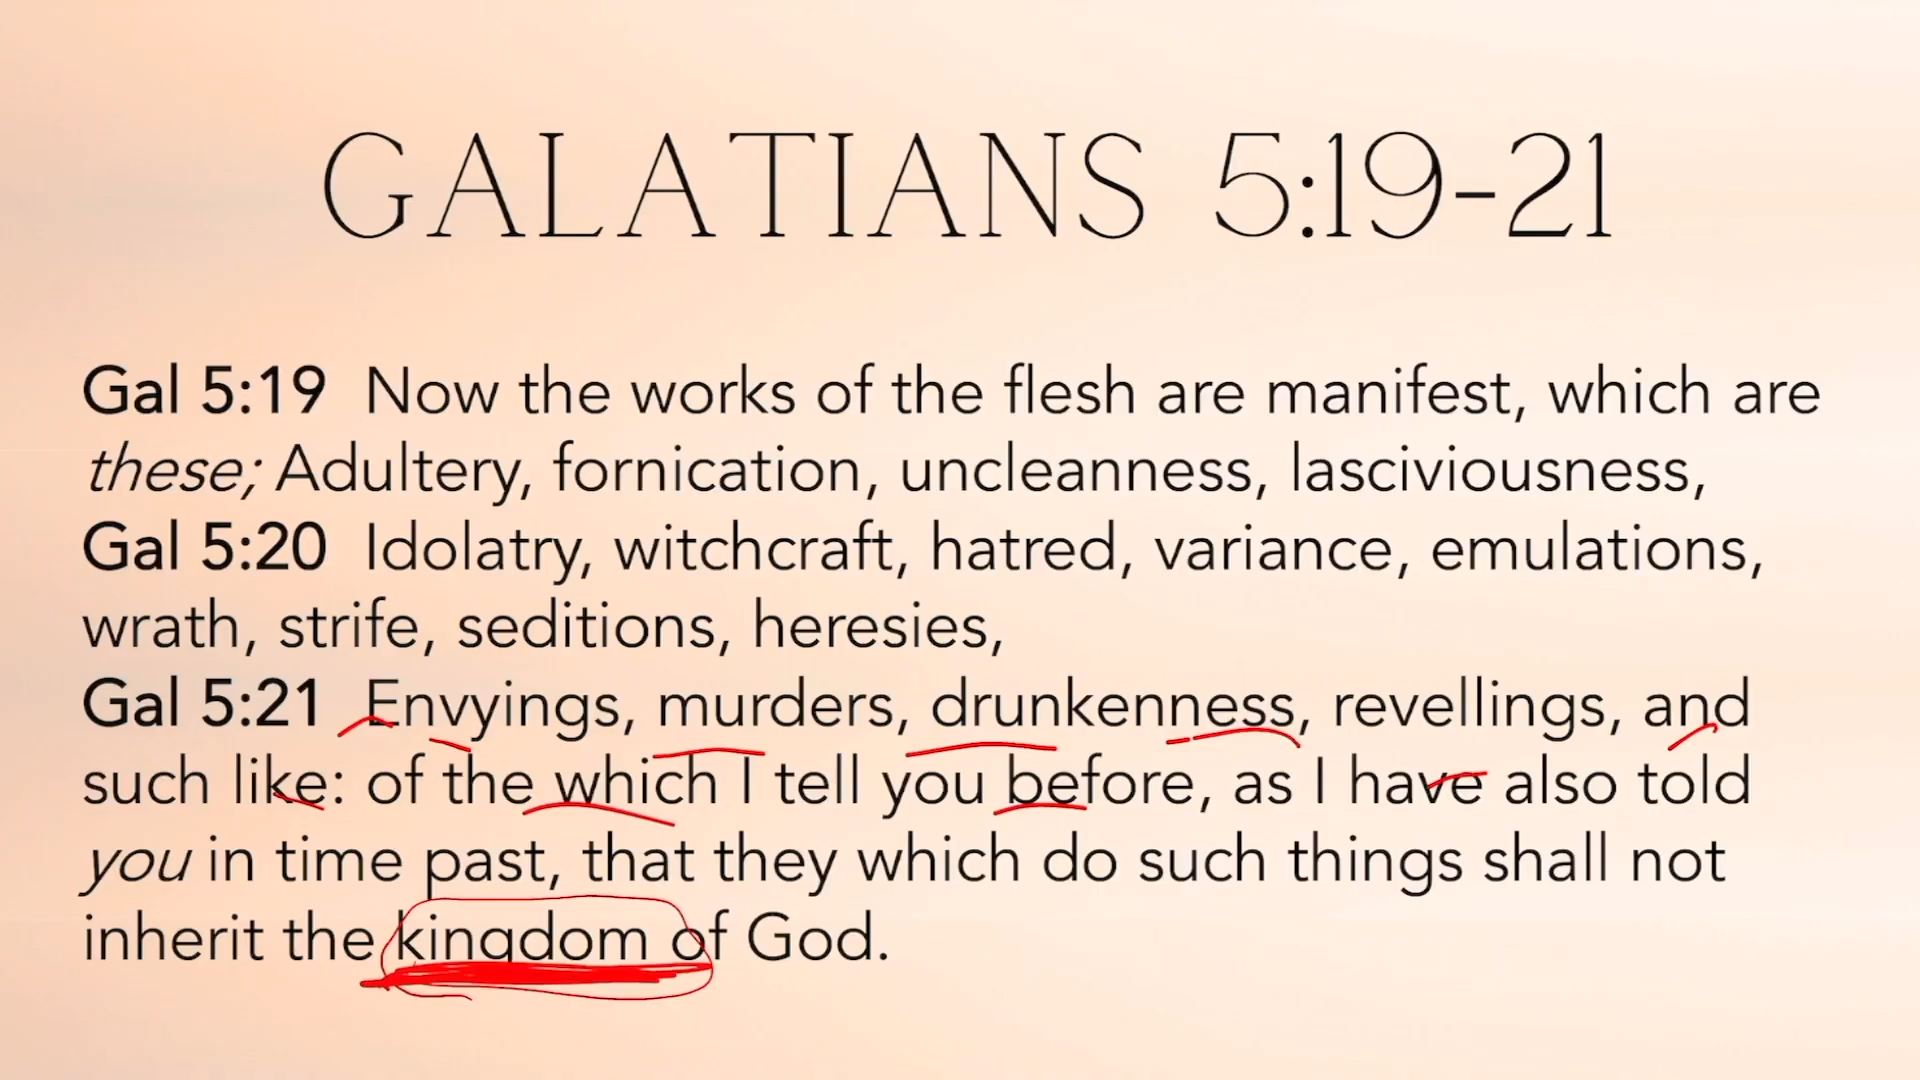 GALATIANS 5:19-21
Gal 5:19 Now the works of the flesh are manifest, which are
these; Adultery, fornication, uncleanness, lasciviousness,
Gal 5:20 Idolatry, witchcraft, hatred, variance, emulations,
wrath, strife, seditions, heresies,
Gal 5:21 Envyings, murders, drunkenness, revellings, and
such like: of the which I tell you before, as I have also told
you in time past, that they which do such things shall not
inherit the kingdom of God.